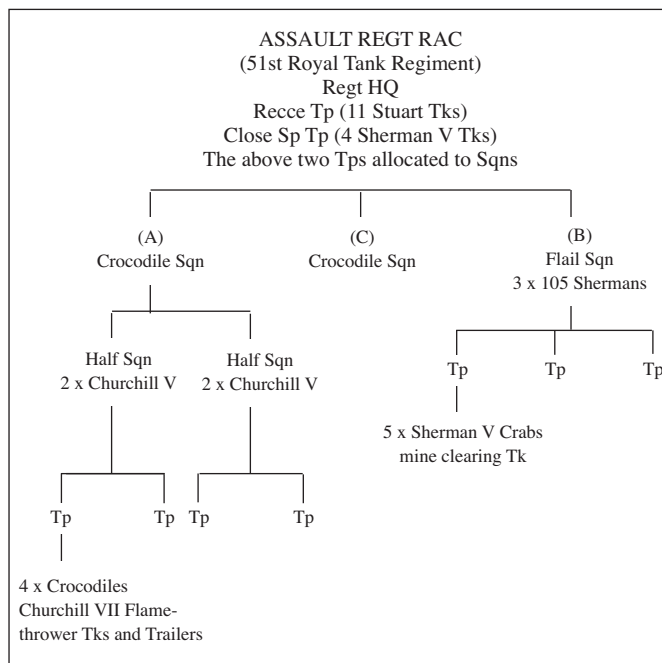 ASSAULT REGT RAC
(51st Royal Tank Regiment)
Regt HQ
Recce Tp (11 Stuart Tks)
Close Sp Tp (4 Sherman V Tks)
The above two Tps allocated to Sqns
(A)
Crocodile Sqn
(C)
Crocodile Sqn
(B)
Flail Sqn
3 x 105 Shermans
Half Sqn
2 x Churchill V
Half Sqn
2 x Churchill V
Tp
Tp
Tp
5 x Sherman V Crabs
mine clearing Tk
Tp
Tp
Tp
Tp
4 x Crocodiles
Churchill VII Flame-
thrower Tks and Trailers